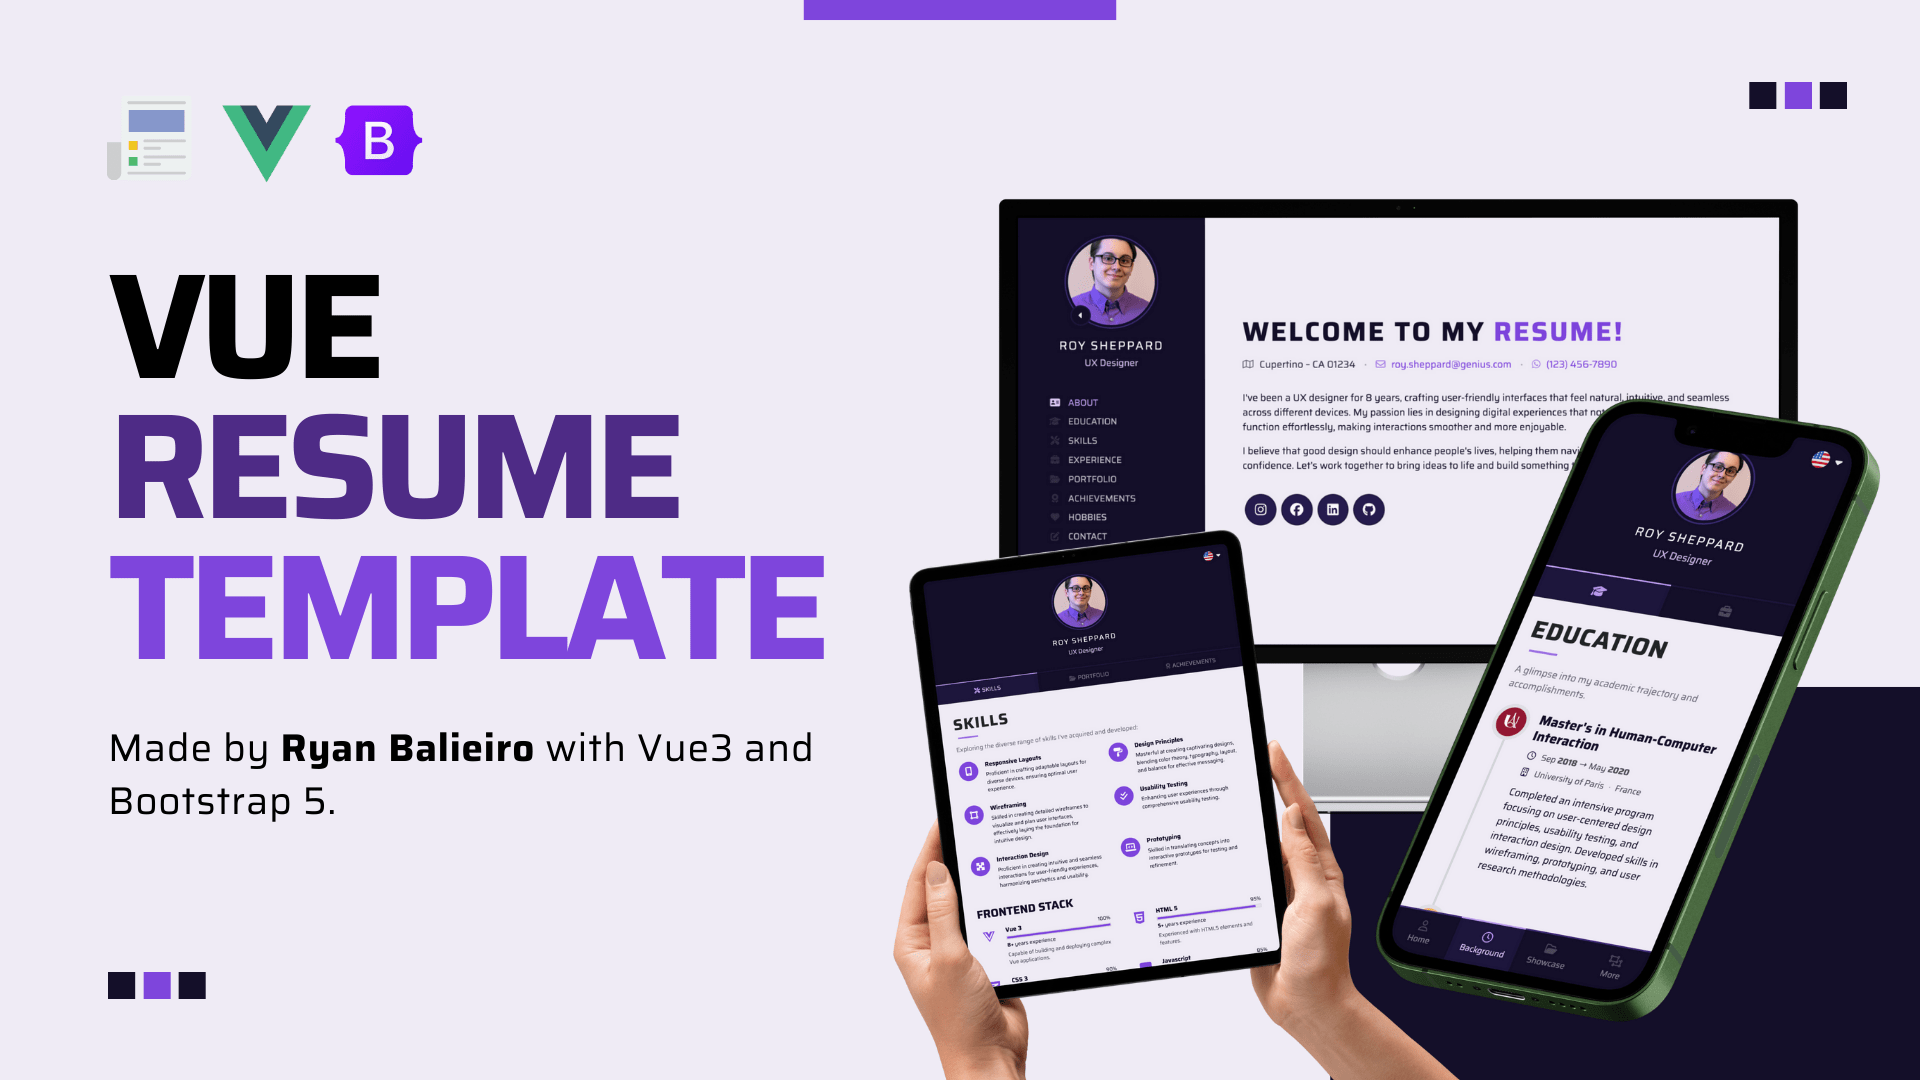 B
VUE
RESUME
TEMPLATE
Made by Ryan Balieiro with Vue3 and
Bootstrap 5.
ROY SHEPPARD
UX Designer
ABOUT
EDUCATION
SKILLS
EXPERIENCE
PORTFOLIO
ACHIEVEMENTS
HOBBIES
CONTACT
WELCOME TO MY RESUME!
Cupertino - CA 01234 · roy.sheppard@genius.com · (123) 456-7890
I've been a UX designer for 8 years, crafting user-friendly interfaces that feel natural, intuitive, and seamless
across different devices. My passion lies in designing digital experiences that not
function effortlessly, making interactions smoother and more enjoyable.
I believe that good design should enhance people's lives, helping them navi
confidence. Let's work together to bring ideas to life and build something
ROY SHEPPARD
UX Designer
SKILLS
PORTFOLIO
ACHIEVEMENTS
SKILLS
Exploring the diverse range of skills I've acquired and developed:
Responsive Layouts
Proficient in crafting adaptable layouts for
diverse devices, ensuring optimal user
experience.
Design Principles
Masterful at creating captivating designs,
blending color theory, typography, layout,
and balance for effective messaging.
Wireframing
Skilled in creating detailed wireframes to
visualize and plan user interfaces,
effectively laying the foundation for
intuitive design.
Usability Testing
Enhancing user experiences through
comprehensive usability testing.
Interaction Design
Proficient in creating intuitive and seamless
interactions for user-friendly experiences,
harmonizing aesthetics and usability.
Prototyping
Skilled in translating concepts into
interactive prototypes for testing and
refinement.
FRONTEND STACK
Vue 3 100%
8+ years experience
Capable of building and deploying complex
Vue applications.
HTML 5 95%
5+ years experience
Experienced with HTML5 elements and
features.
CSS 3 90%
Javascript 85%
ROY SHEPPARD
UX Designer
EDUCATION
A glimpse into my academic trajectory and
accomplishments.
Master's in Human-Computer
Interaction
Sep 2018 → May 2020
University of Paris · France
Completed an intensive program
focusing on user-centered design
principles, usability testing, and
interaction design. Developed skills in
wireframing, prototyping, and user
research methodologies.
Home
Background
Showcase
More